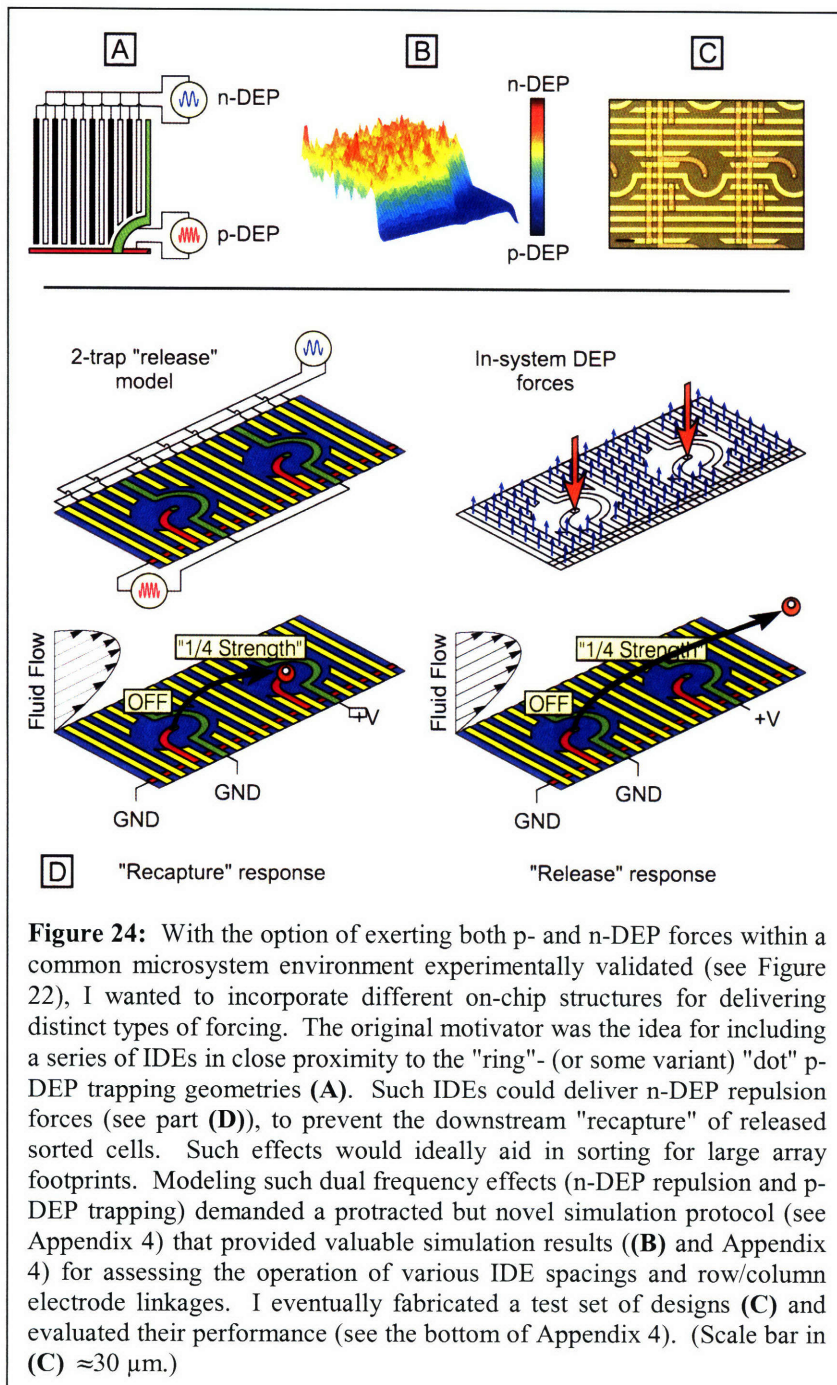 A
B
C
n-DEP
p-DEP
n-DEP
p-DEP
2-trap "release"
model
In-system DEP
forces
Fluid Flow
OFF
"1/4 Strength"
+V
GND
GND
Fluid Flow
OFF
"1/4 Strength"
+V
GND
GND
D
"Recapture" response
"Release" response
Figure 24: With the option of exerting both p- and n-DEP forces within a
common microsystem environment experimentally validated (see Figure
22), I wanted to incorporate different on-chip structures for delivering
distinct types of forcing. The original motivator was the idea for including
a series of IDEs in close proximity to the "ring"- (or some variant) "dot" p-
DEP trapping geometries (A). Such IDEs could deliver n-DEP repulsion
forces (see part (D)), to prevent the downstream "recapture" of released
sorted cells. Such effects would ideally aid in sorting for large array
footprints. Modeling such dual frequency effects (n-DEP repulsion and p-
DEP trapping) demanded a protracted but novel simulation protocol (see
Appendix 4) that provided valuable simulation results ((B) and Appendix
4) for assessing the operation of various IDE spacings and row/column
electrode linkages. I eventually fabricated a test set of designs (C) and
evaluated their performance (see the bottom of Appendix 4). (Scale bar in
(C) ≈30 µm.)